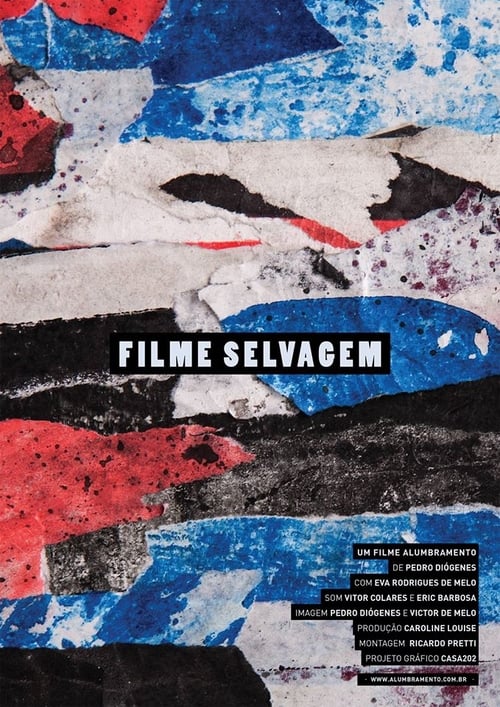 FILME SELVAGEM
UM FILME ALUMBRAMENTO
DE PEDRO DIÓGENES
COM EVA RODRIGUES DE MELO
SOM VITOR COLARES E ERIC BARBOSA
IMAGEM PEDRO DIÓGENES E VICTOR DE MELO
PRODUÇÃO CAROLINE LOUISE
MONTAGEM RICARDO PRETTI
PROJETO GRÁFICO CASA202
- WWW.ALUMBRAMENTO.COM.BR -